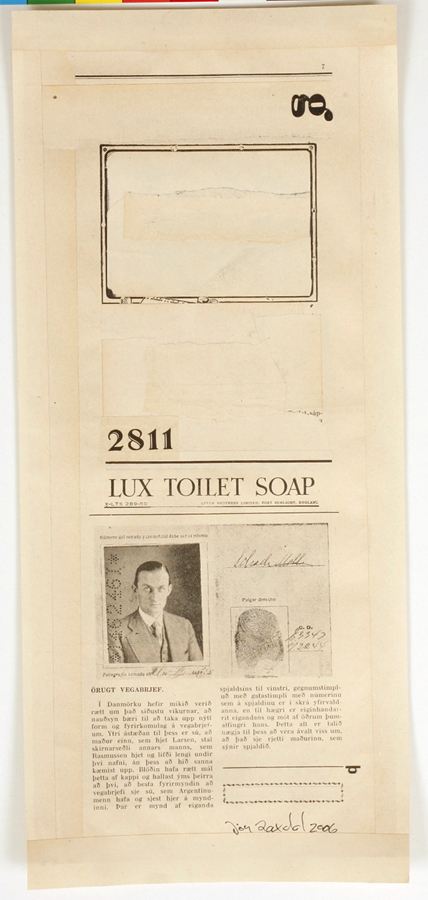 7
g.
2811
LUX TOILET SOAP
X-LTS 280-50
LEVER BROTHERS LIMITED, PORT SUNLIGHT, ENGLAND.
Pulgar derecho
ÖRUGT VEGABRJEF.
Í Danmörku hefir mikið verið
rætt um það síðustu vikurnar, að
nauðsyn bæri til að taka upp nýtt
form og fyrirkomulag á vegabrjef-
um. Ytri ástæðan til þess er sú, að
maður einn, sem hjet Larsen, stal
skírnarseðli annars manns, sem
Rasmussen hjet og lifði lengi undir
því nafni, án þess að hið sanna
kæmist upp. Blöðin hafa rætt mál
þetta af kappi og hallast ýms þeirra
að því, að besta fyrirmyndin að
vegabrjefi sje sú, sem Argentínu-
menn hafa og sjest hjer á mynd-
inni. Þar er mynd af eiganda
spjaldsins til vinstri, gegnumstimpl-
uð með gatastimpli með númerinu
sem á spjaldinu er í skrá yfirvald-
anna, en til hægri er eiginhandar-
rit eigandans og mót af öðrum þum-
alfingri hans. Þetta alt er talið
nægja til þess að vera ávalt viss um,
að það sje rjetti maðurinn, sem
sýnir spjaldið.
Jón Laxdal 2006